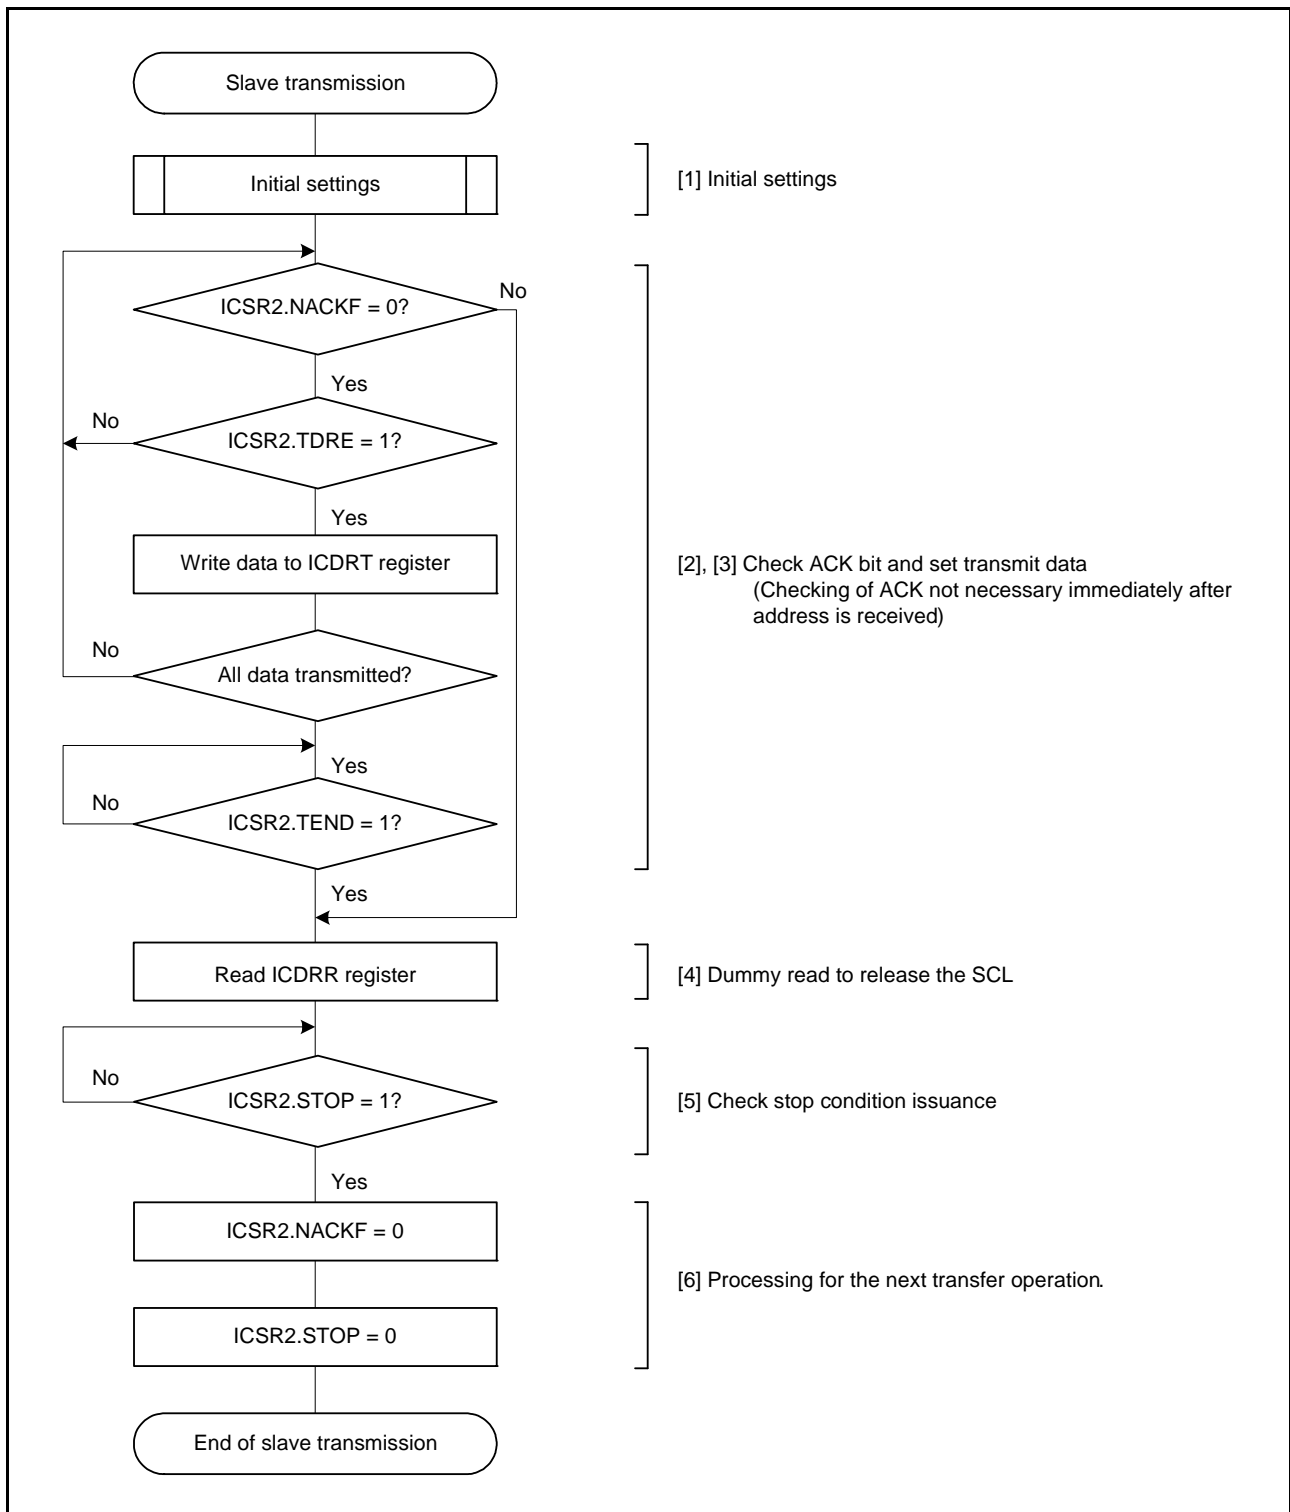 Slave transmission
Initial settings
[1] Initial settings
ICSR2.NACKF = 0?
No
Yes
No
ICSR2.TDRE = 1?
Yes
Write data to ICDRT register
[2], [3] Check ACK bit and set transmit data
(Checking of ACK not necessary immediately after
address is received)
No
All data transmitted?
Yes
No
ICSR2.TEND = 1?
Yes
Read ICDRR register
[4] Dummy read to release the SCL
No
ICSR2.STOP = 1?
[5] Check stop condition issuance
Yes
ICSR2.NACKF = 0
[6] Processing for the next transfer operation.
ICSR2.STOP = 0
End of slave transmission